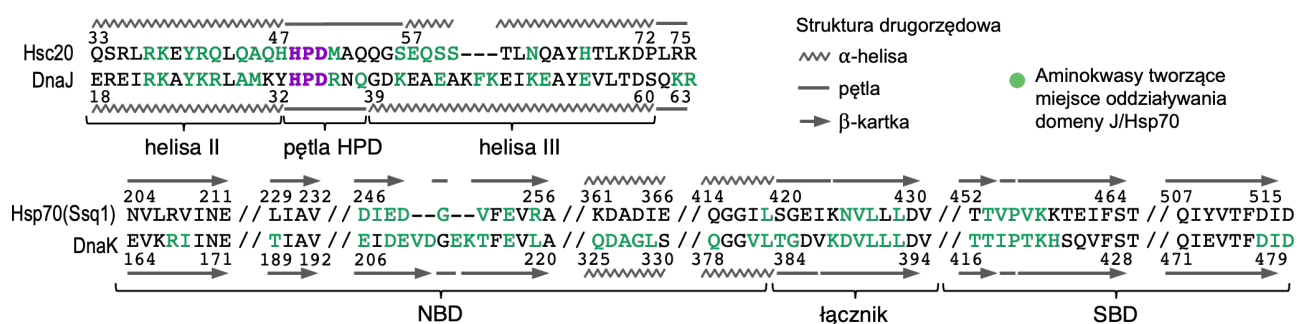 33 47 57 72 75
Hsc20 QSRLRKEYRQLQAQHHPDMAQQGSEQSS---TLNQAYHTLKDPLRR
DnaJ EREIRKAYKRLAMKYHPDRNQGDKEAEAKFKEIKEAYEVLTDSQKR
18 32 39 60 63
helisa II pętla HPD helisa III
Struktura drugorzędowa
α-helisa
pętla
β-kartka
Aminokwasy tworzące
miejsce oddziaływania
domeny J/Hsp70
204 211 229 232 246 256 361 366 414 420 430 452 464 507 515
Hsp70(Ssq1) NVLRVINE // LIAV // DIED--G--VFEVRA // KDADIE // QGGILSGEIKNVLLLDV // TTVPVKKTEIFST // QIYVTFDID
DnaK EVKRIINE // TIAV // EIDEVDGEKTFEVLA // QDAGLS // QGGVLTGDVKDVLLLDV // TTIPTKHSQVFST // QIEVTFDID
164 171 189 192 206 220 325 330 378 384 394 416 428 471 479
NBD łącznik SBD